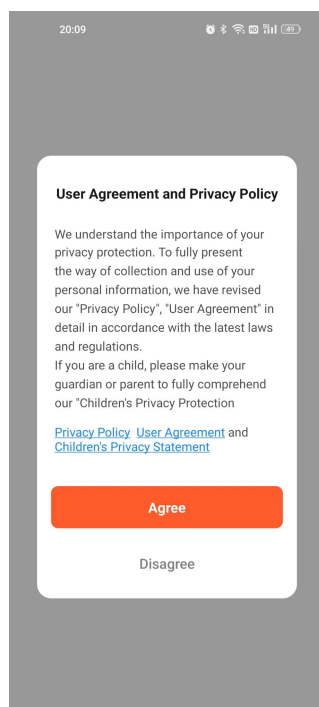 20:09
49
User Agreement and Privacy Policy
We understand the importance of your
privacy protection. To fully present
the way of collection and use of your
personal information, we have revised
our "Privacy Policy", "User Agreement" in
detail in accordance with the latest laws
and regulations.
If you are a child, please make your
guardian or parent to fully comprehend
our "Children's Privacy Protection
Privacy Policy User Agreement and
Children's Privacy Statement
Agree
Disagree